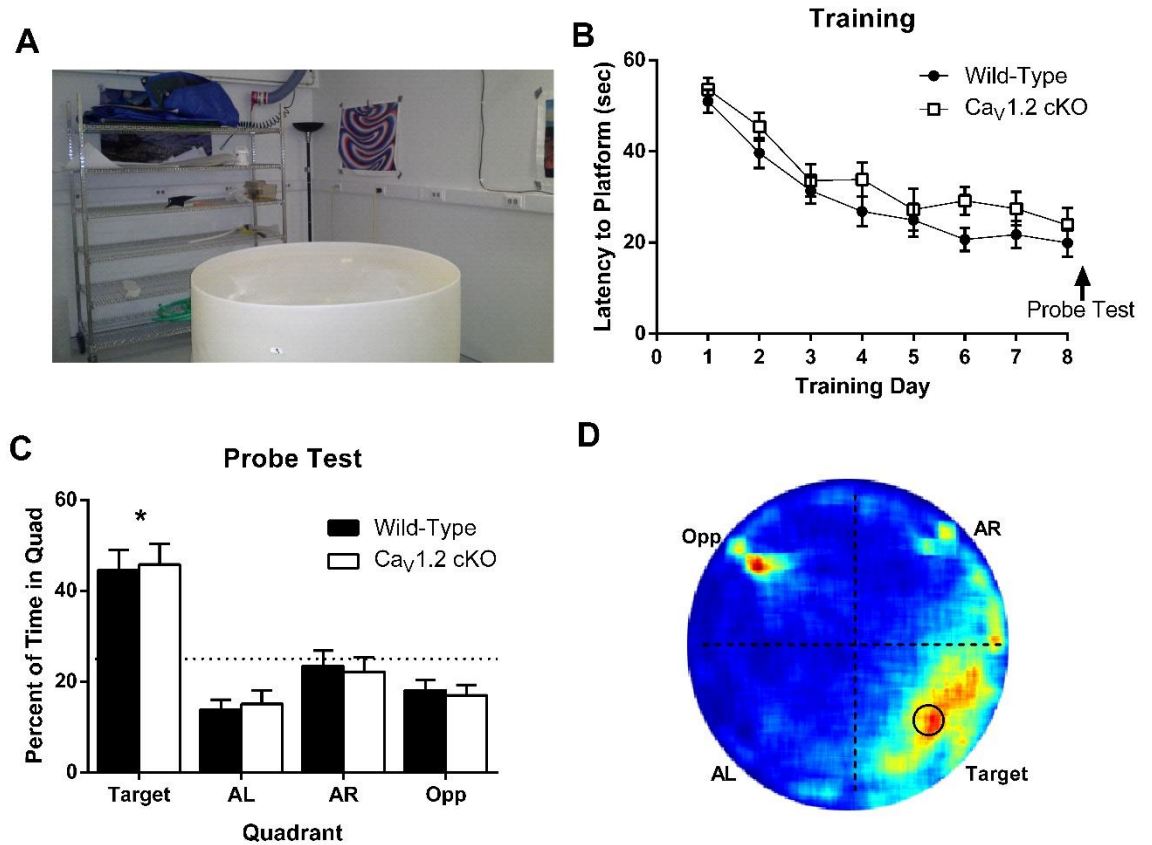 A
B
Training
Latency to Platform (sec)
60
40
20
0
Wild-Type
CaV1.2 cKO
Probe Test
0 1 2 3 4 5 6 7 8
Training Day
C
Probe Test
Percent of Time in Quad
60
40
20
0
*
Wild-Type
CaV1.2 cKO
Target AL AR Opp
Quadrant
D
Opp
AR
AL
Target